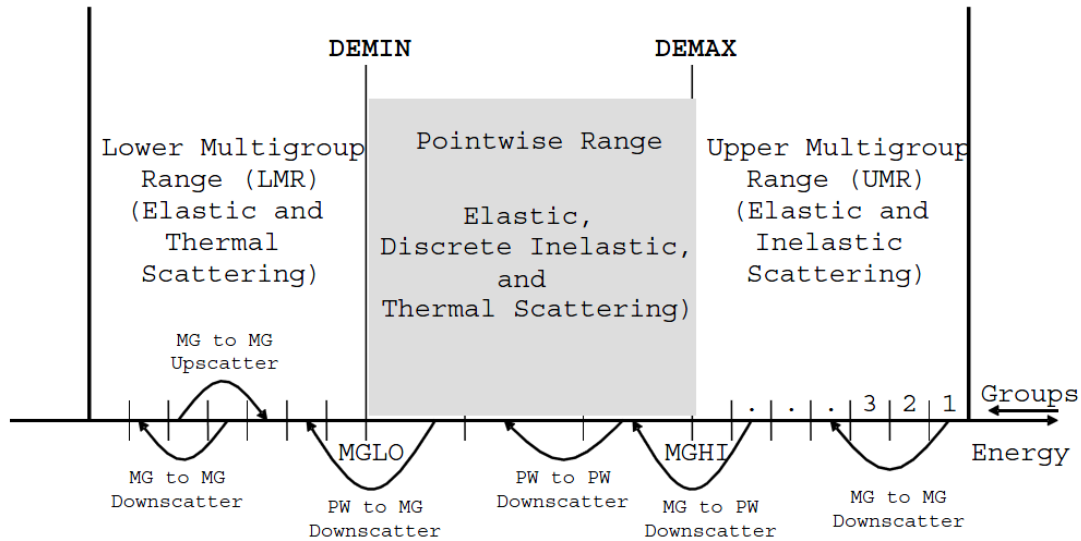 DEMIN
DEMAX
Lower Multigroup
Range (LMR)
(Elastic and
Thermal
Scattering)
Pointwise Range
Elastic,
Discrete Inelastic,
and
Thermal Scattering)
Upper Multigroup
Range (UMR)
(Elastic and
Inelastic
Scattering)
MG to MG
Upscatter
. . . 3 2 1
Groups
MGLO
MGHI
Energy
MG to MG
Downscatter
PW to MG
Downscatter
PW to PW
Downscatter
MG to PW
Downscatter
MG to MG
Downscatter